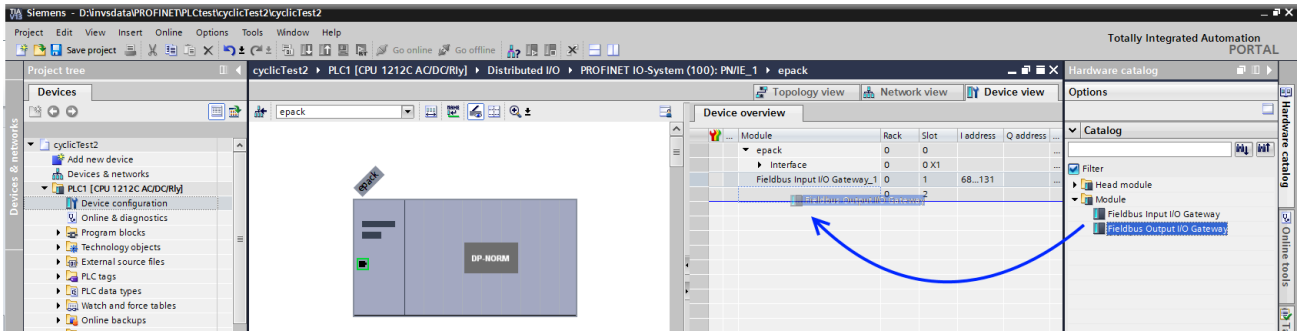 Siemens - D:\invsdata\PROFINET\PLCtest\cyclicTest2\cyclicTest2
Project Edit View Insert Online Options Tools Window Help
Totally Integrated Automation
PORTAL
Save project Go online Go offline
Project tree
cyclicTest2 PLC1 [CPU 1212C AC/DC/Rly] Distributed I/O PROFINET IO-System (100): PN/IE_1 epack
Hardware catalog
Devices
Topology view Network view Device view
Options
epack
Device overview
... Module Rack Slot I address Q address ...
Catalog
cyclicTest2
epack 0 0 ...
Add new device
Interface 0 0 X1 ...
Filter
Devices & networks
Fieldbus Input I/O Gateway_1 0 1 68...131 ...
Head module
PLC1 [CPU 1212C AC/DC/Rly]
0 2 ...
Module
Device configuration
Fieldbus Output I/O Gateway
Fieldbus Input I/O Gateway
Online & diagnostics
Fieldbus Output I/O Gateway
Program blocks
Technology objects
External source files
PLC tags
PLC data types
Watch and force tables
Online backups
epack
DP-NORM
Devices & networks
Hardware catalog
Online tools